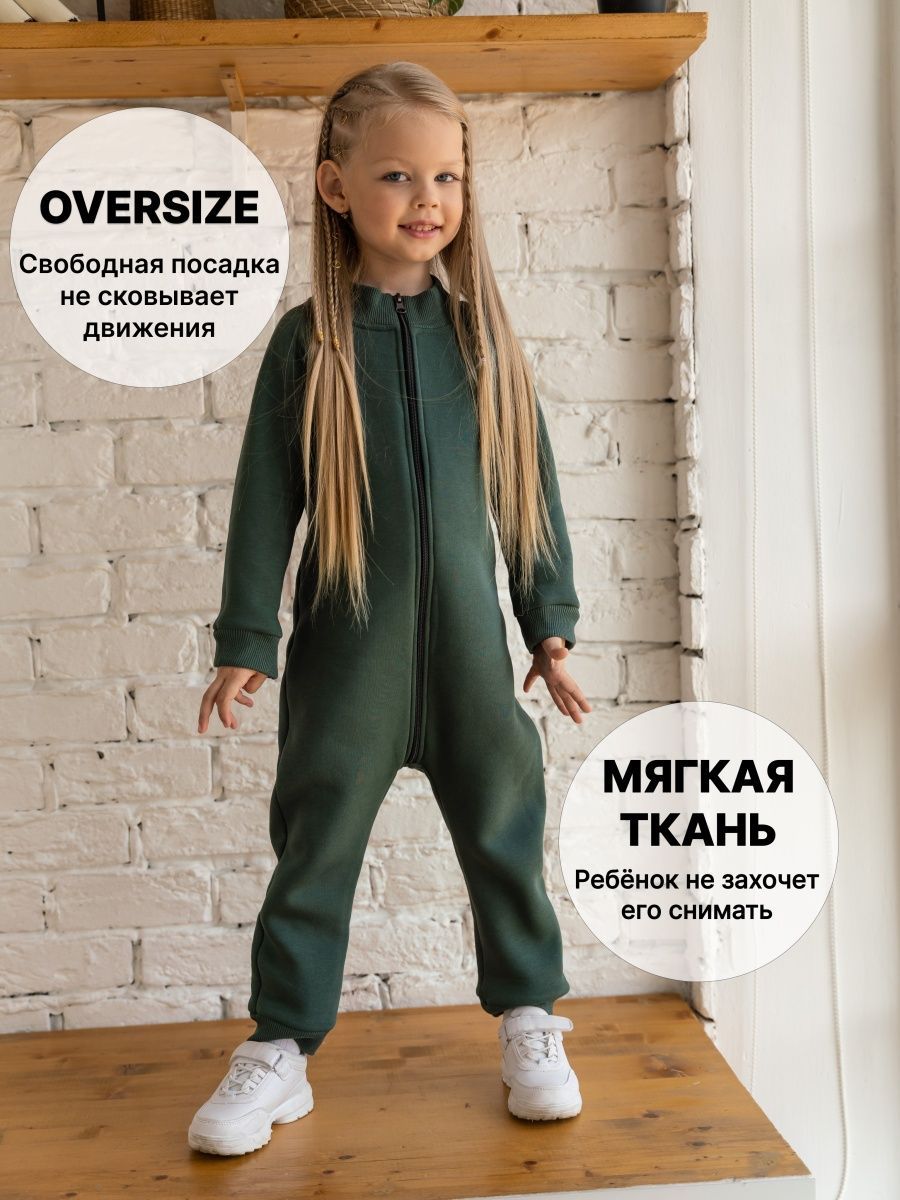 OVERSIZE
Свободная посадка
не сковывает
движения
МЯГКАЯ
ТКАНЬ
Ребёнок не захочет
его снимать